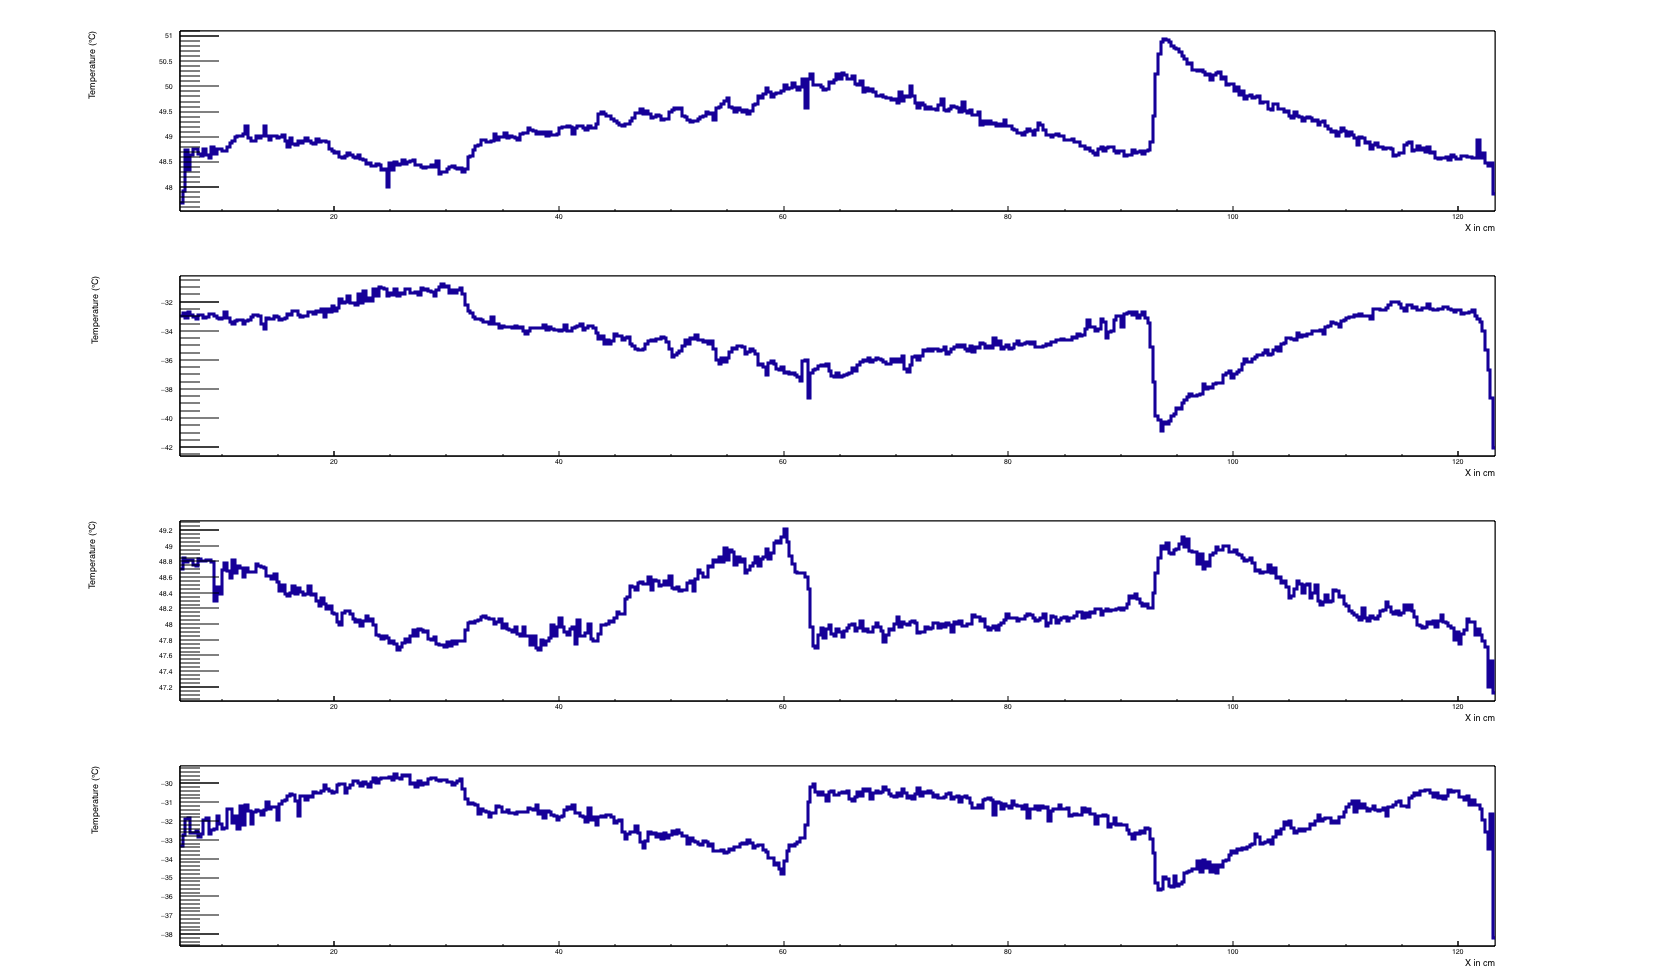 Temperature (°C)
51
50.5
50
49.5
49
48.5
48
20 40 60 80 100 120
X in cm
Temperature (°C)
−32
−34
−36
−38
−40
−42
20 40 60 80 100 120
X in cm
Temperature (°C)
49.2
49
48.8
48.6
48.4
48.2
48
47.8
47.6
47.4
47.2
20 40 60 80 100 120
X in cm
Temperature (°C)
−30
−31
−32
−33
−34
−35
−36
−37
−38
20 40 60 80 100 120
X in cm